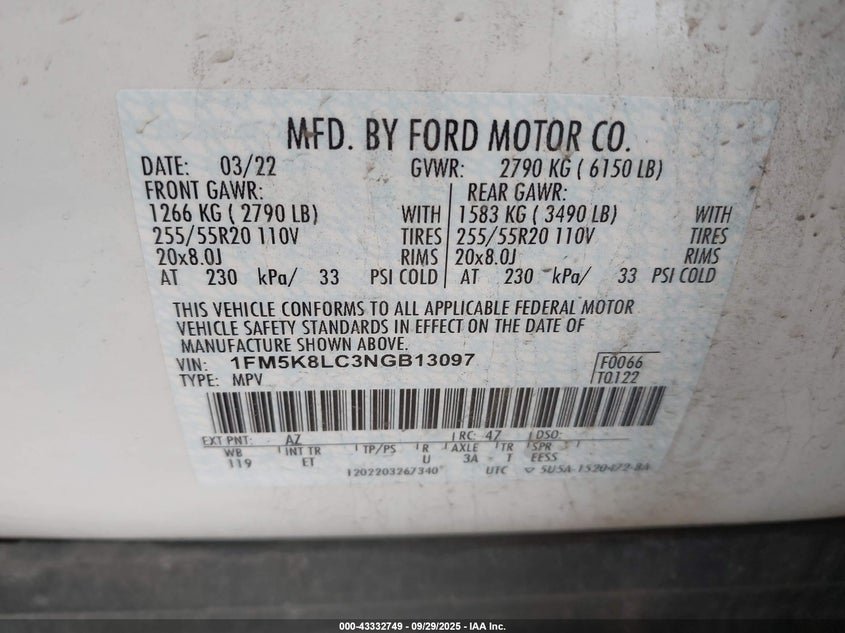 MFD. BY FORD MOTOR CO.
DATE: 03/22 GVWR: 2790 KG ( 6150 LB)
FRONT GAWR: REAR GAWR:
1266 KG ( 2790 LB) WITH 1583 KG ( 3490 LB) WITH
255/55R20 110V TIRES 255/55R20 110V TIRES
20x8.0J RIMS 20x8.0J RIMS
AT 230 kPa/ 33 PSI COLD AT 230 kPa/ 33 PSI COLD
THIS VEHICLE CONFORMS TO ALL APPLICABLE FEDERAL MOTOR
VEHICLE SAFETY STANDARDS IN EFFECT ON THE DATE OF
MANUFACTURE SHOWN ABOVE.
VIN: 1FM5K8LC3NGB13097 F0066
TYPE: MPV T0122
EXT PNT: AZ RC: 47 DSO:
WB INT TR TP/PS R AXLE TR SPR
119 ET U 3A T EESS
1202203267340 UTC 5U5A-1520472-BA
000-43332749 - 09/29/2025 - IAA Inc.